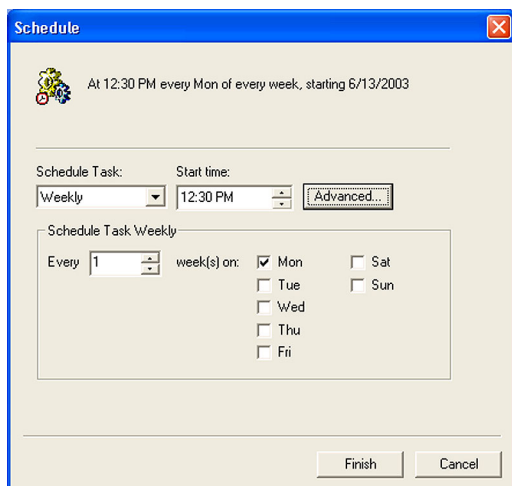 Schedule
At 12:30 PM every Mon of every week, starting 6/13/2003
Schedule Task: Start time:
Weekly 12:30 PM Advanced...
Schedule Task Weekly
Every 1 week(s) on: Mon Sat
Tue Sun
Wed
Thu
Fri
Finish Cancel